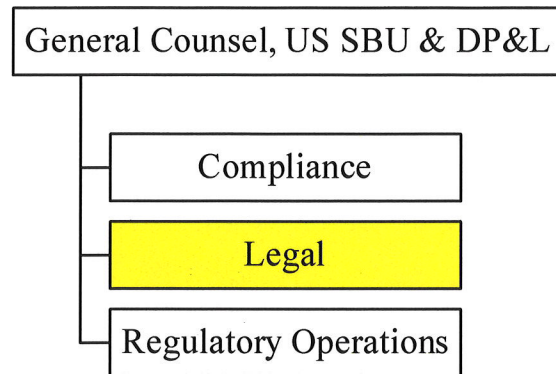 General Counsel, US SBU & DP&L
Compliance
Legal
Regulatory Operations